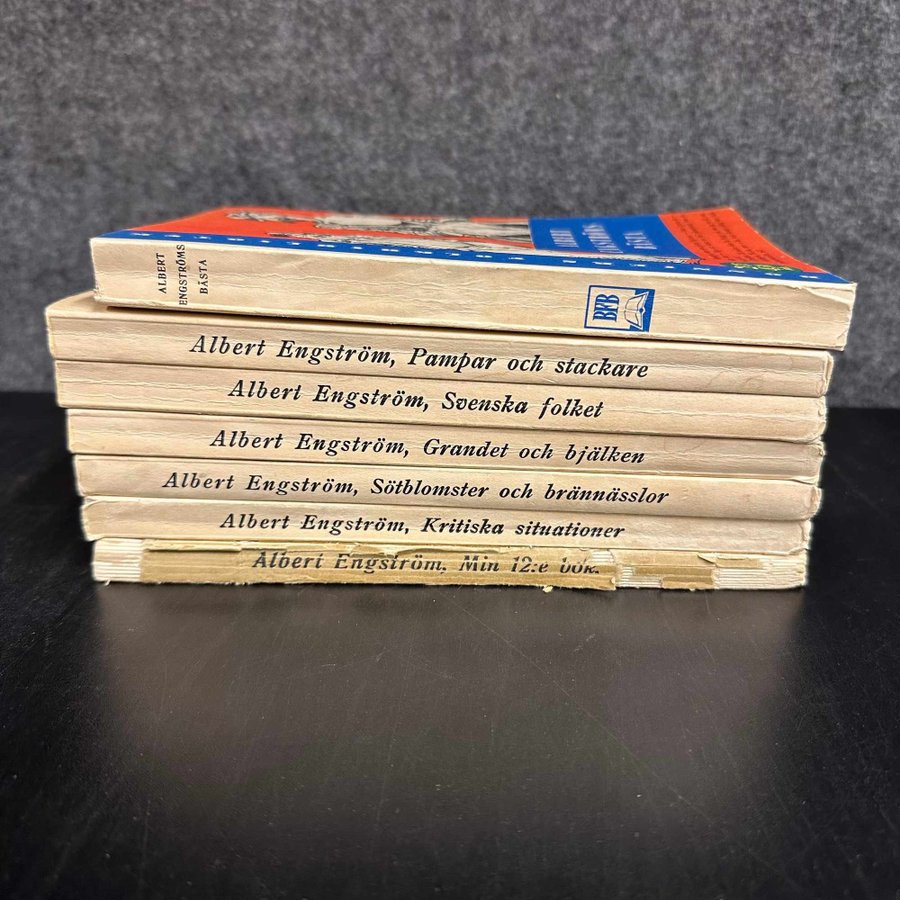 ALBERT
ENGSTRÖMS
BÄSTA
BFB
Albert Engström, Pampar och stackare
Albert Engström, Svenska folket
Albert Engström, Grandet och bjälken
Albert Engström, Sötblomster och brännässlor
Albert Engström, Kritiska situationer
Albert Engström, Min 12:e bok.